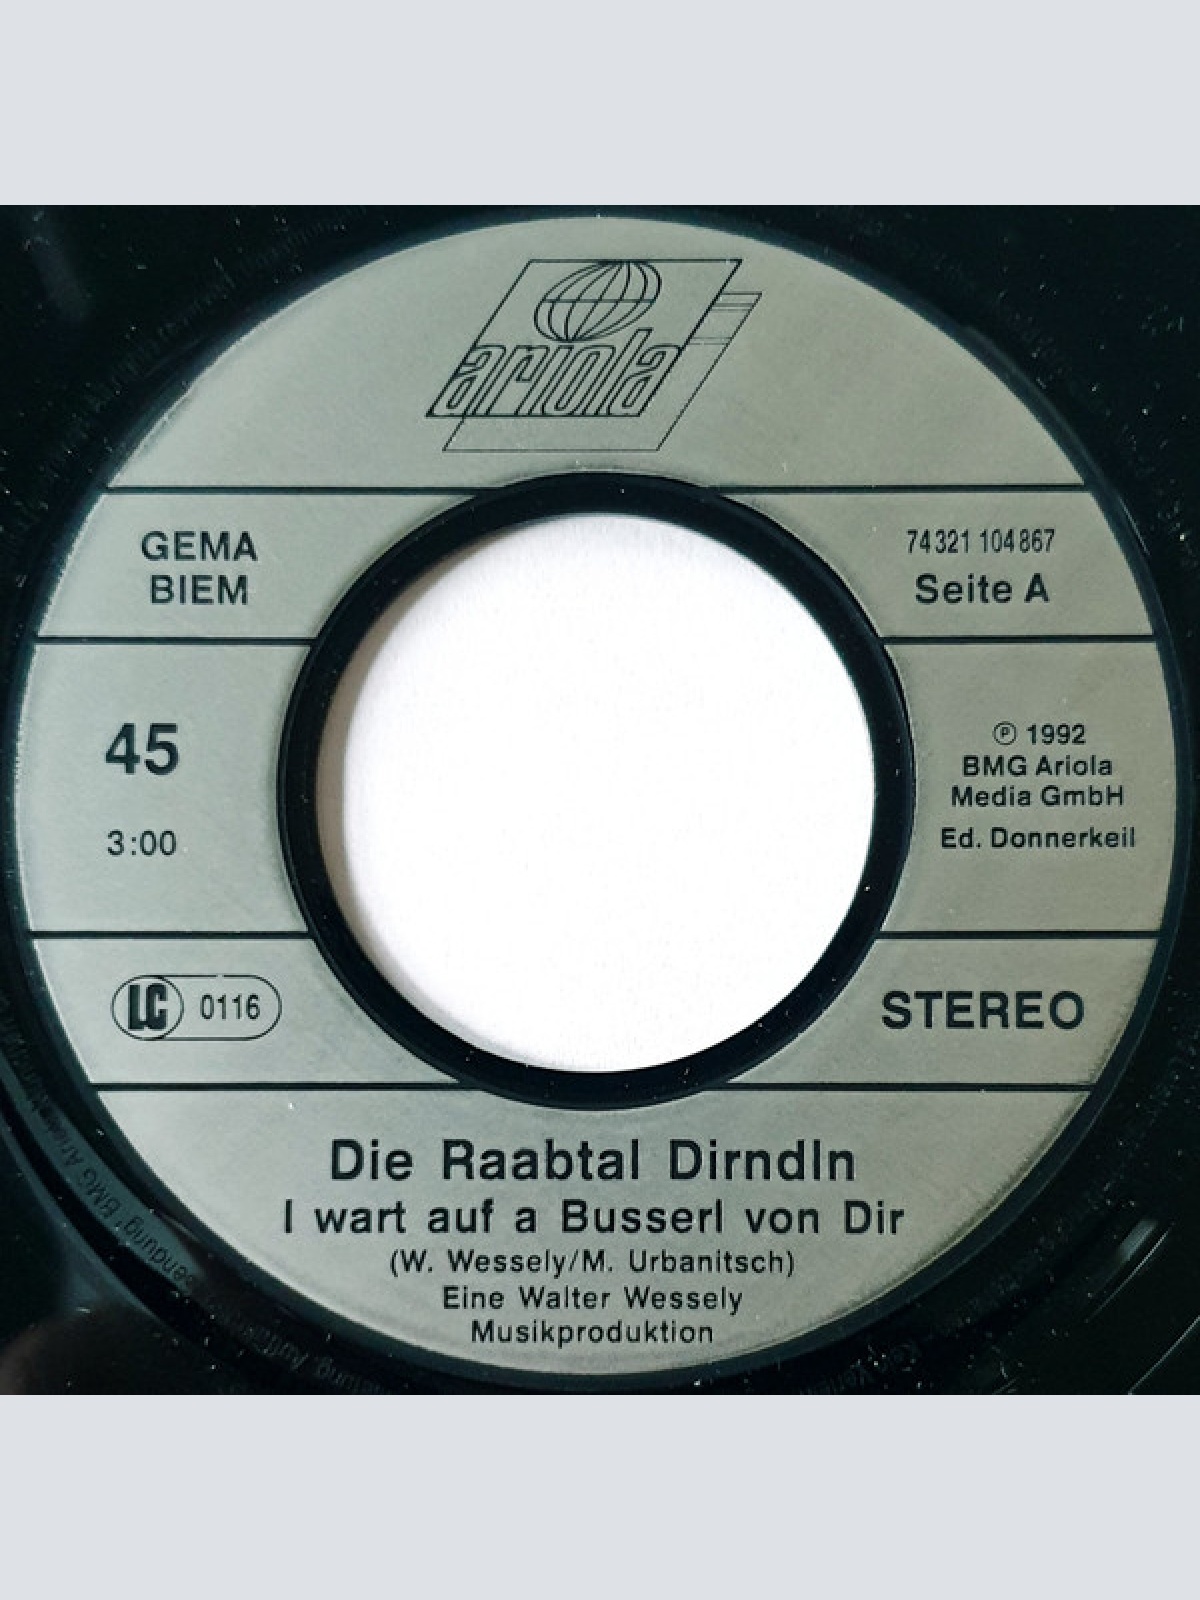 ariola
GEMA
BIEM
74321 104867
Seite A
45
3:00
℗ 1992
BMG Ariola
Media GmbH
Ed. Donnerkeil
LC 0116
STEREO
Die Raabtal Dirndln
I wart auf a Busserl von Dir
(W. Wessely/M. Urbanitsch)
Eine Walter Wessely
Musikproduktion